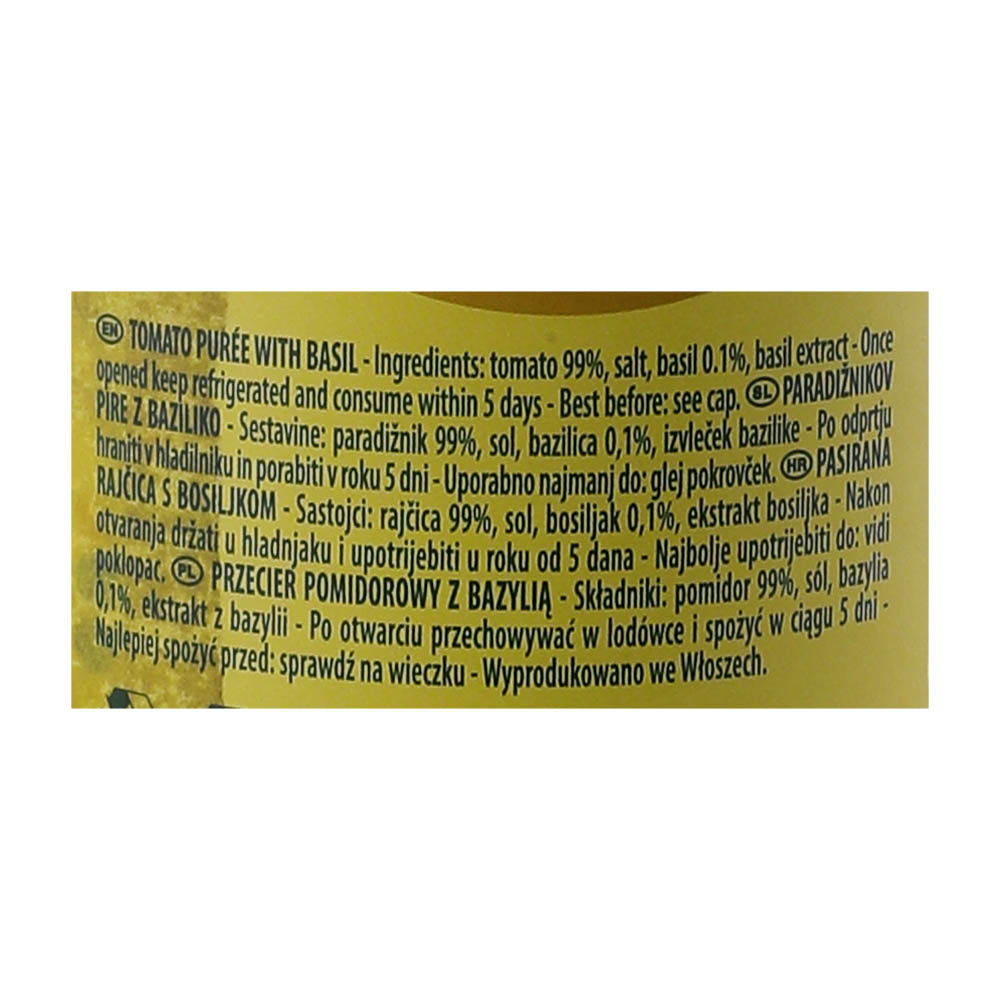 EN TOMATO PURÉE WITH BASIL - Ingredients: tomato 99%, salt, basil 0.1%, basil extract - Once
opened keep refrigerated and consume within 5 days - Best before: see cap. SL PARADIŽNIKOV
PIRE Z BAZILIKO - Sestavine: paradižnik 99%, sol, bazilica 0,1%, izvleček bazilike - Po odprtju
hraniti v hladilniku in porabiti v roku 5 dni - Uporabno najmanj do: glej pokrovček. HR PASIRANA
RAJČICA S BOSILJKOM - Sastojci: rajčica 99%, sol, bosiljak 0,1%, ekstrakt bosiljka - Nakon
otvaranja držati u hladnjaku i upotrijebiti u roku od 5 dana - Najbolje upotrijebiti do: vidi
poklopac. PL PRZECIER POMIDOROWY Z BAZYLIĄ - Składniki: pomidor 99%, sól, bazylia
0,1%, ekstrakt z bazylii - Po otwarciu przechowywać w lodówce i spożyć w ciągu 5 dni -
Najlepiej spożyć przed: sprawdź na wieczku - Wyprodukowano we Włoszech.